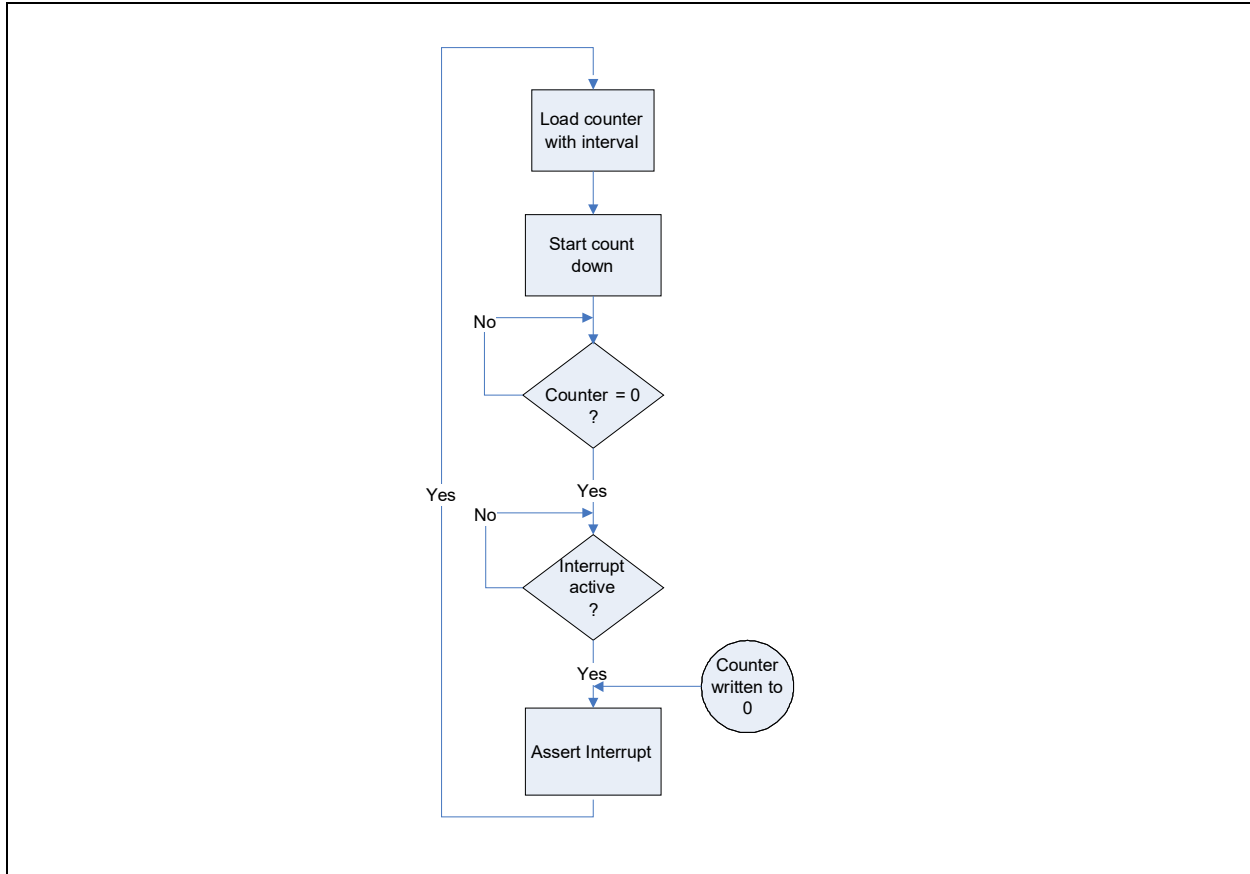 Load counter
with interval
Start count
down
No
Counter = 0
?
Yes
Yes
No
Interrupt
active
?
Yes
Counter
written to
0
Assert Interrupt